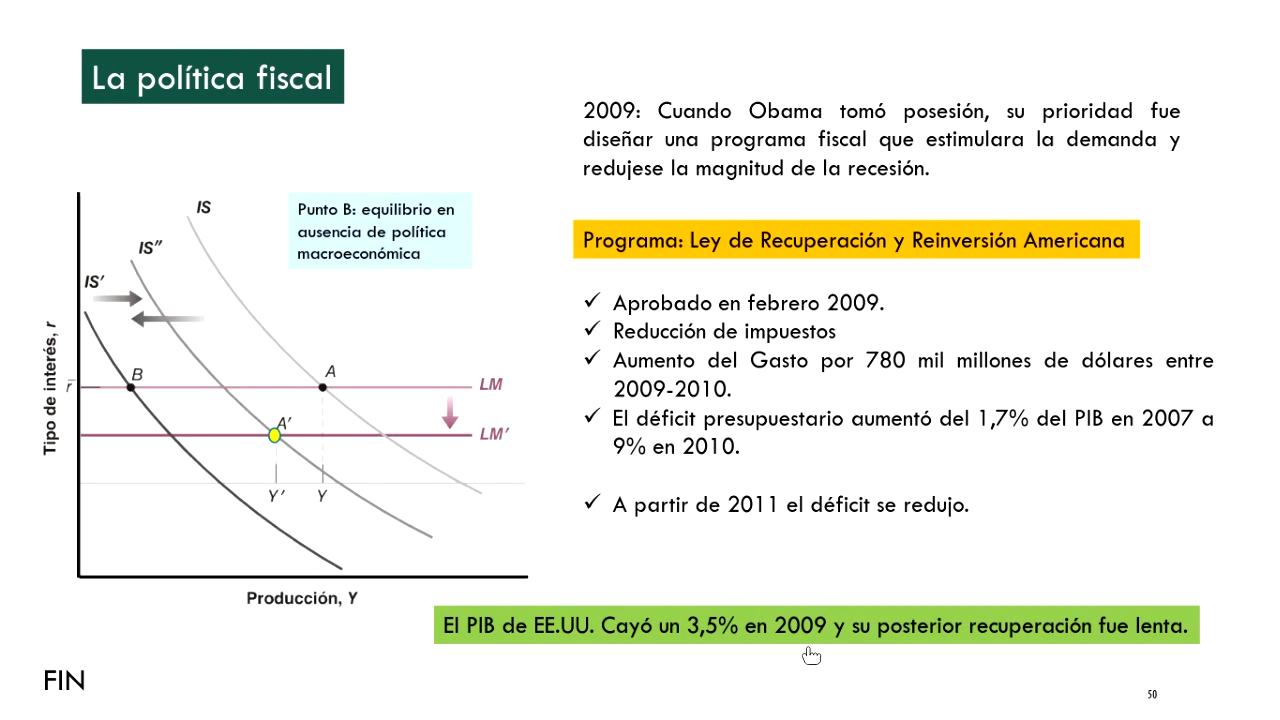 La política fiscal
2009: Cuando Obama tomó posesión, su prioridad fue
diseñar una programa fiscal que estimulara la demanda y
redujese la magnitud de la recesión.
Programa: Ley de Recuperación y Reinversión Americana
✓ Aprobado en febrero 2009.
✓ Reducción de impuestos
✓ Aumento del Gasto por 780 mil millones de dólares entre
2009-2010.
✓ El déficit presupuestario aumentó del 1,7% del PIB en 2007 a
9% en 2010.
✓ A partir de 2011 el déficit se redujo.
Punto B: equilibrio en
ausencia de política
macroeconómica
IS
IS″
IS′
Tipo de interés, r
r̅
B
A
LM
A′
LM′
Y′
Y
Producción, Y
El PIB de EE.UU. Cayó un 3,5% en 2009 y su posterior recuperación fue lenta.
FIN
50